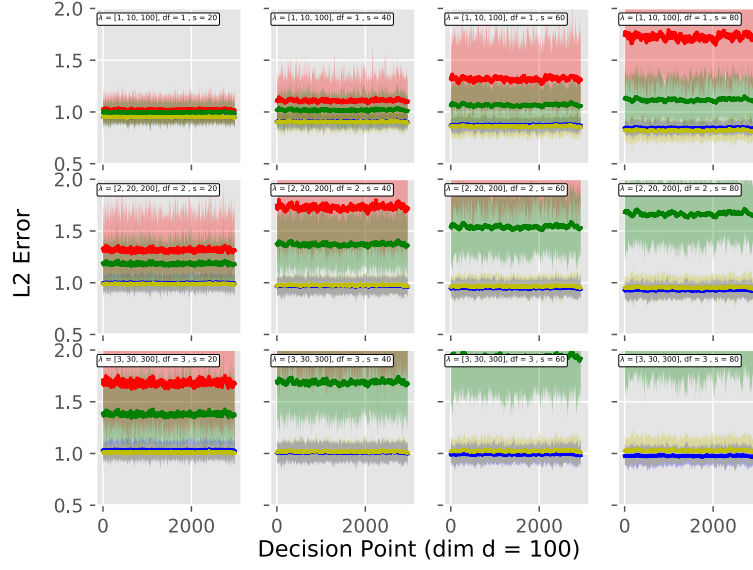 2.0
λ = [1, 10, 100], df = 1 , s = 20
λ = [1, 10, 100], df = 1 , s = 40
λ = [1, 10, 100], df = 1 , s = 60
λ = [1, 10, 100], df = 1 , s = 80
1.5
1.0
0.5
2.0
λ = [2, 20, 200], df = 2 , s = 20
λ = [2, 20, 200], df = 2 , s = 40
λ = [2, 20, 200], df = 2 , s = 60
λ = [2, 20, 200], df = 2 , s = 80
1.5
1.0
0.5
L2 Error
2.0
λ = [3, 30, 300], df = 3 , s = 20
λ = [3, 30, 300], df = 3 , s = 40
λ = [3, 30, 300], df = 3 , s = 60
λ = [3, 30, 300], df = 3 , s = 80
1.5
1.0
0.5
0 2000 0 2000 0 2000 0 2000
Decision Point (dim d = 100)